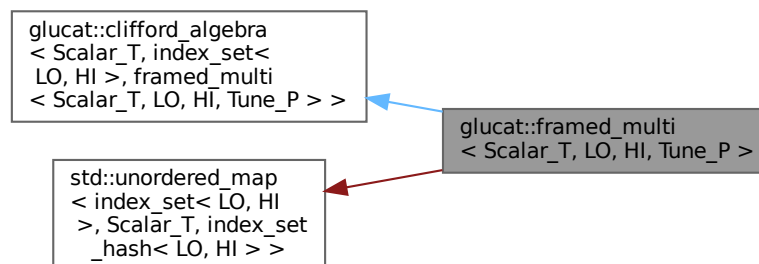 glucat::clifford_algebra
< Scalar_T, index_set<
LO, HI >, framed_multi
< Scalar_T, LO, HI, Tune_P > >
glucat::framed_multi
< Scalar_T, LO, HI, Tune_P >
std::unordered_map
< index_set< LO, HI
>, Scalar_T, index_set
_hash< LO, HI > >